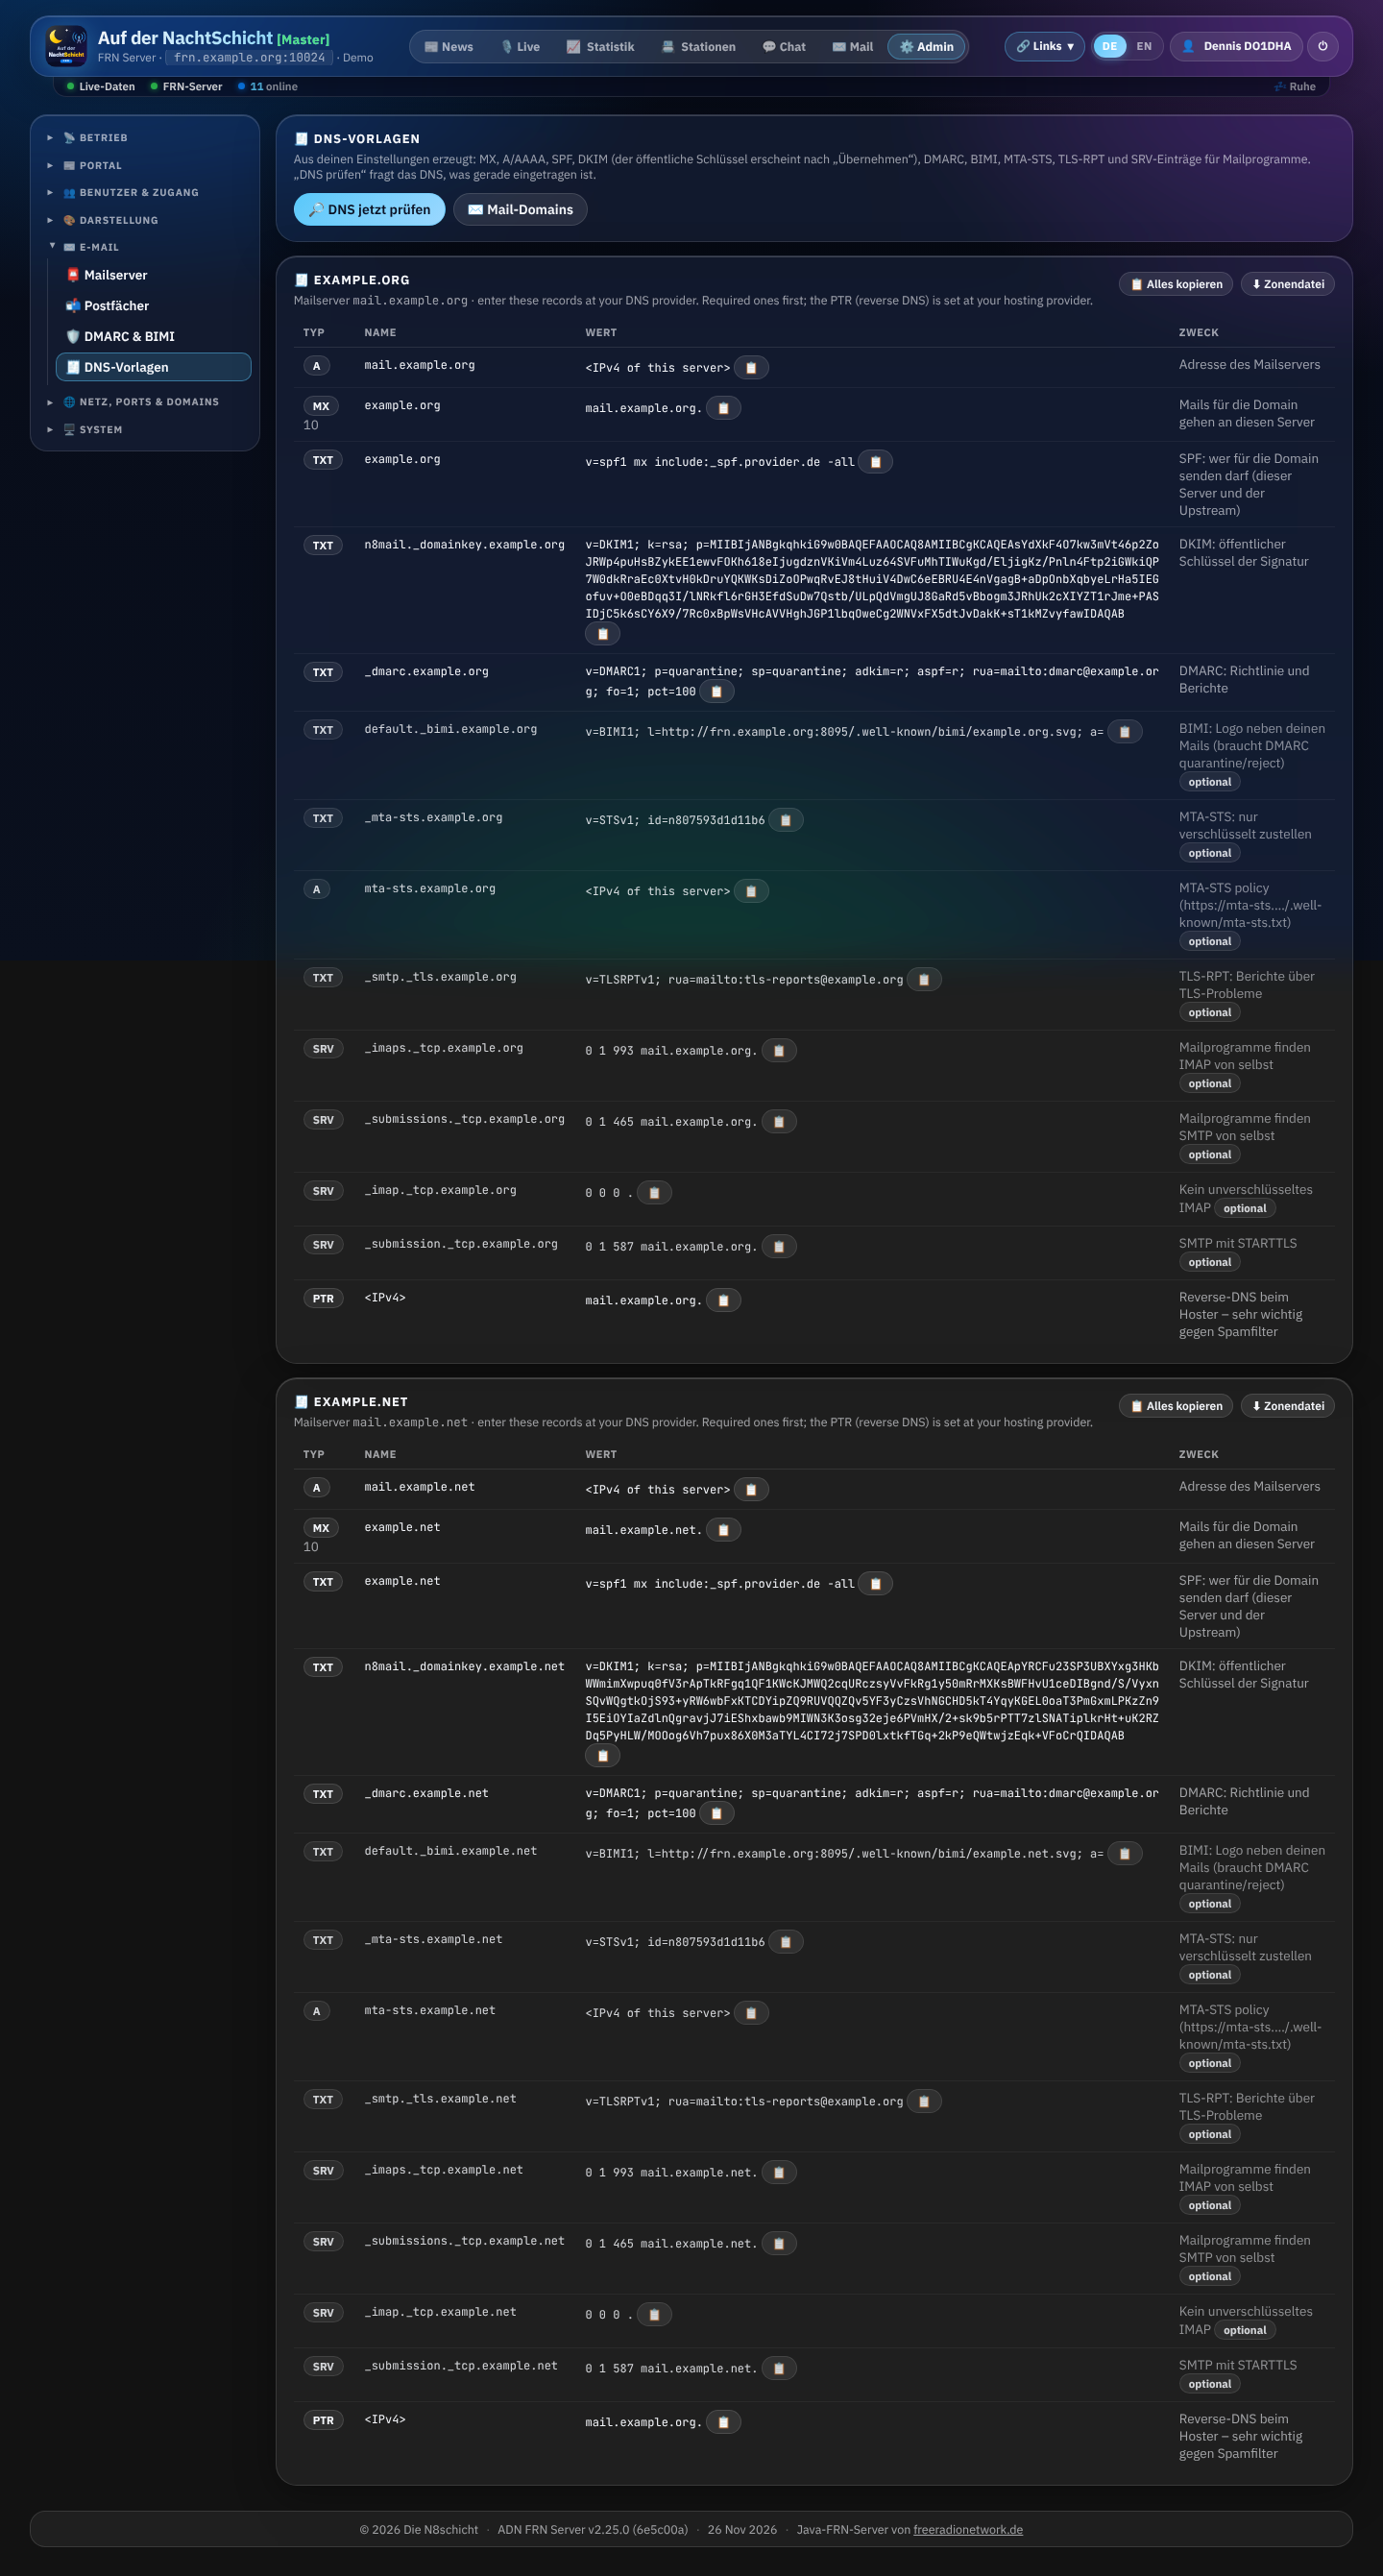 Auf der NachtSchicht [Master]
FRN Server · frn.example.org:10024 · Demo
News
Live
Statistik
Stationen
Chat
Mail
Admin
Links ▾
DE
EN
Dennis DO1DHA
Live-Daten
FRN-Server
11 online
Ruhe
BETRIEB
PORTAL
BENUTZER & ZUGANG
DARSTELLUNG
E-MAIL
Mailserver
Postfächer
DMARC & BIMI
DNS-Vorlagen
NETZ, PORTS & DOMAINS
SYSTEM
DNS-VORLAGEN
Aus deinen Einstellungen erzeugt: MX, A/AAAA, SPF, DKIM (der öffentliche Schlüssel erscheint nach „Übernehmen“), DMARC, BIMI, MTA-STS, TLS-RPT und SRV-Einträge für Mailprogramme.
„DNS prüfen“ fragt das DNS, was gerade eingetragen ist.
DNS jetzt prüfen
Mail-Domains
EXAMPLE.ORG
Mailserver mail.example.org · enter these records at your DNS provider. Required ones first; the PTR (reverse DNS) is set at your hosting provider.
Alles kopieren
Zonendatei
TYP NAME WERT ZWECK
A mail.example.org <IPv4 of this server> Adresse des Mailservers
MX example.org mail.example.org. Mails für die Domain
10 gehen an diesen Server
TXT example.org v=spf1 mx include:_spf.provider.de -all SPF: wer für die Domain
senden darf (dieser
Server und der
Upstream)
TXT n8mail._domainkey.example.org v=DKIM1; k=rsa; DKIM: öffentlicher
Schlüssel der Signatur
TXT _dmarc.example.org v=DMARC1; p=quarantine; sp=quarantine; adkim=r; aspf=r; rua=mailto:dmarc@example.or DMARC: Richtlinie und
g; fo=1; pct=100 Berichte
TXT default._bimi.example.org v=BIMI1; l=http://frn.example.org:8095/.well-known/bimi/example.org.svg; a= BIMI: Logo neben deinen
Mails (braucht DMARC
quarantine/reject)
optional
TXT _mta-sts.example.org v=STSv1; id=n807593d1d11b6 MTA-STS: nur
verschlüsselt zustellen
optional
A mta-sts.example.org <IPv4 of this server> MTA-STS policy
(https://mta-sts.…/.well-
known/mta-sts.txt)
optional
TXT _smtp._tls.example.org v=TLSRPTv1; rua=mailto:tls-reports@example.org TLS-RPT: Berichte über
TLS-Probleme
optional
SRV _imaps._tcp.example.org 0 1 993 mail.example.org. Mailprogramme finden
IMAP von selbst
optional
SRV _submissions._tcp.example.org 0 1 465 mail.example.org. Mailprogramme finden
SMTP von selbst
optional
SRV _imap._tcp.example.org 0 0 0 . Kein unverschlüsseltes
IMAP optional
SRV _submission._tcp.example.org 0 1 587 mail.example.org. SMTP mit STARTTLS
optional
PTR <IPv4> mail.example.org. Reverse-DNS beim
Hoster – sehr wichtig
gegen Spamfilter
EXAMPLE.NET
Mailserver mail.example.net · enter these records at your DNS provider. Required ones first; the PTR (reverse DNS) is set at your hosting provider.
Alles kopieren
Zonendatei
TYP NAME WERT ZWECK
A mail.example.net <IPv4 of this server> Adresse des Mailservers
MX example.net mail.example.net. Mails für die Domain
10 gehen an diesen Server
TXT example.net v=spf1 mx include:_spf.provider.de -all SPF: wer für die Domain
senden darf (dieser
Server und der
Upstream)
TXT n8mail._domainkey.example.net v=DKIM1; k=rsa; DKIM: öffentlicher
Schlüssel der Signatur
TXT _dmarc.example.net v=DMARC1; p=quarantine; sp=quarantine; adkim=r; aspf=r; rua=mailto:dmarc@example.or DMARC: Richtlinie und
g; fo=1; pct=100 Berichte
TXT default._bimi.example.net v=BIMI1; l=http://frn.example.org:8095/.well-known/bimi/example.net.svg; a= BIMI: Logo neben deinen
Mails (braucht DMARC
quarantine/reject)
optional
TXT _mta-sts.example.net v=STSv1; id=n807593d1d11b6 MTA-STS: nur
verschlüsselt zustellen
optional
A mta-sts.example.net <IPv4 of this server> MTA-STS policy
(https://mta-sts.…/.well-
known/mta-sts.txt)
optional
TXT _smtp._tls.example.net v=TLSRPTv1; rua=mailto:tls-reports@example.org TLS-RPT: Berichte über
TLS-Probleme
optional
SRV _imaps._tcp.example.net 0 1 993 mail.example.net. Mailprogramme finden
IMAP von selbst
optional
SRV _submissions._tcp.example.net 0 1 465 mail.example.net. Mailprogramme finden
SMTP von selbst
optional
SRV _imap._tcp.example.net 0 0 0 . Kein unverschlüsseltes
IMAP optional
SRV _submission._tcp.example.net 0 1 587 mail.example.net. SMTP mit STARTTLS
optional
PTR <IPv4> mail.example.org. Reverse-DNS beim
Hoster – sehr wichtig
gegen Spamfilter
© 2026 Die N8schicht · ADN FRN Server v2.25.0 (6e5c00a) · 26 Nov 2026 · Java-FRN-Server von freeradionetwork.de